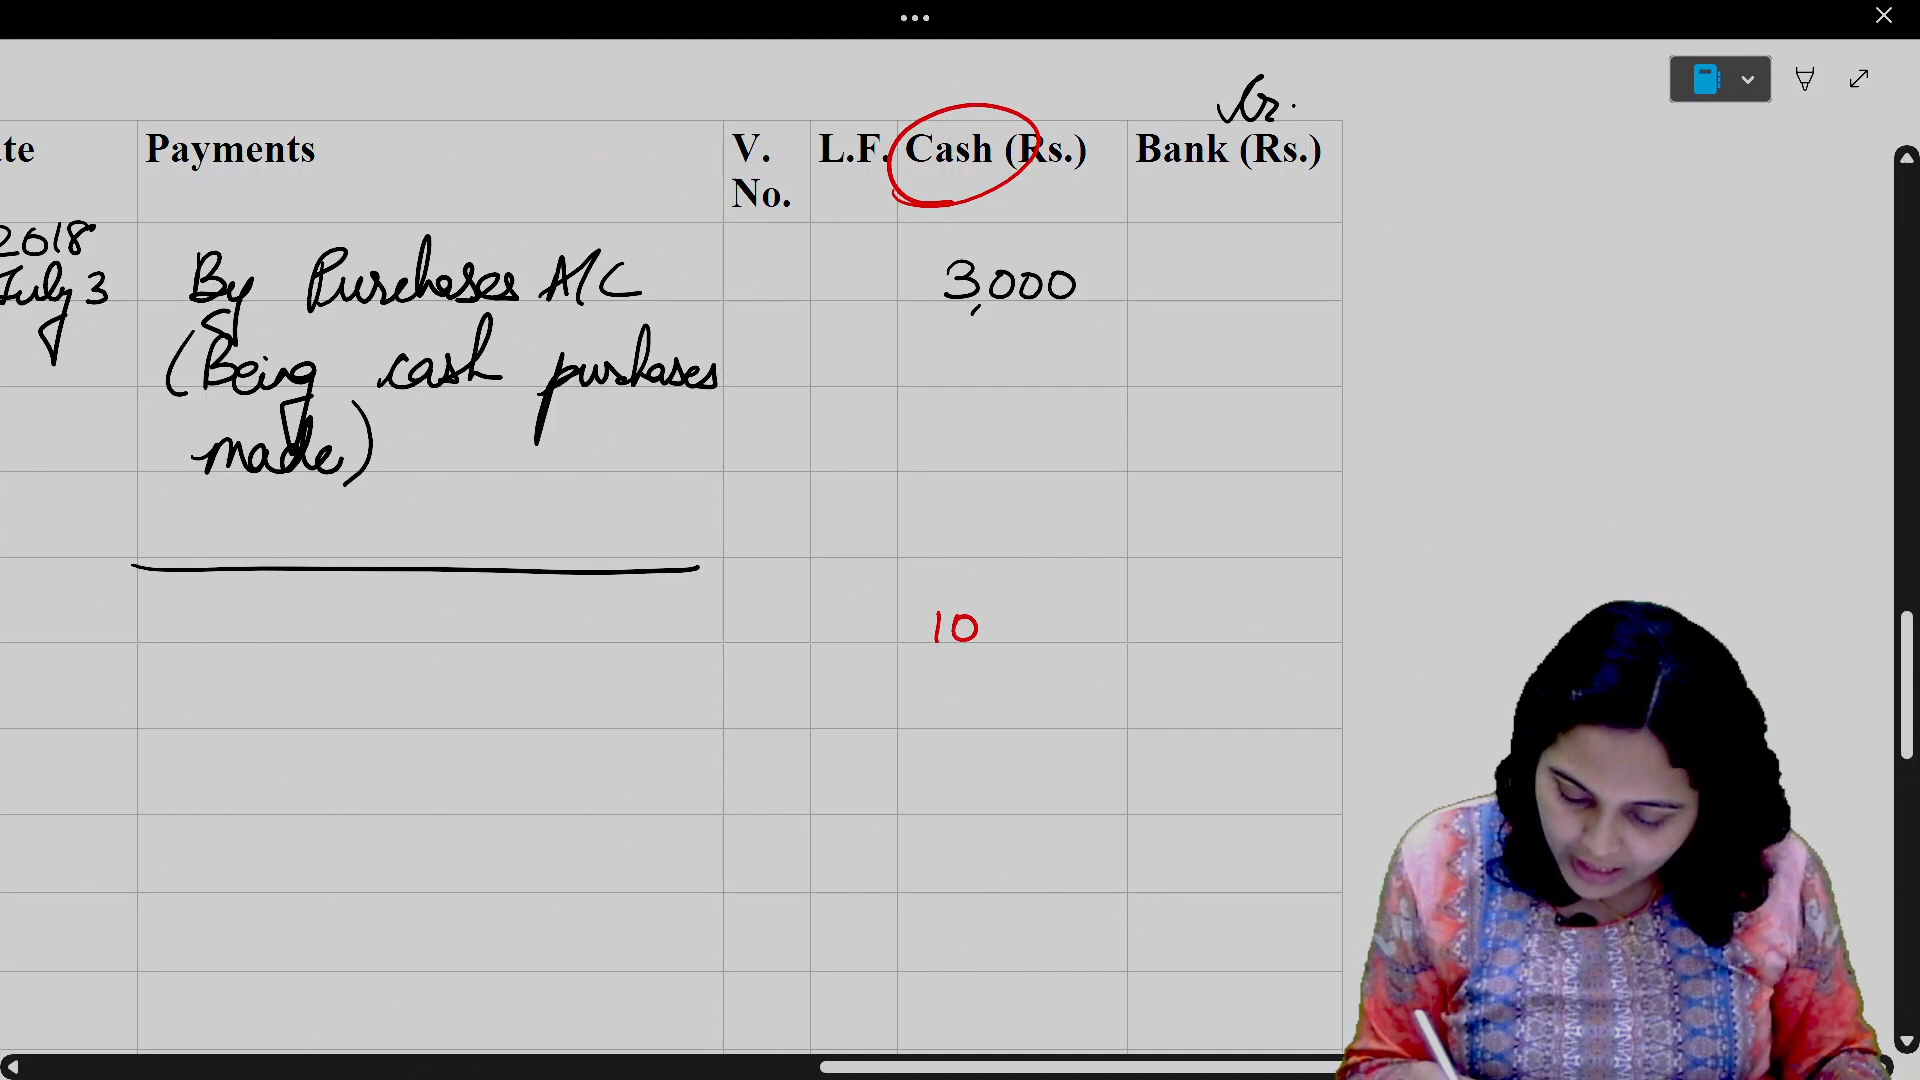 Cr.
te Payments V. No. L.F. Cash (Rs.) Bank (Rs.)
2018
July 3 By Purchases A/C 3,000
(Being cash purchases
made)
10